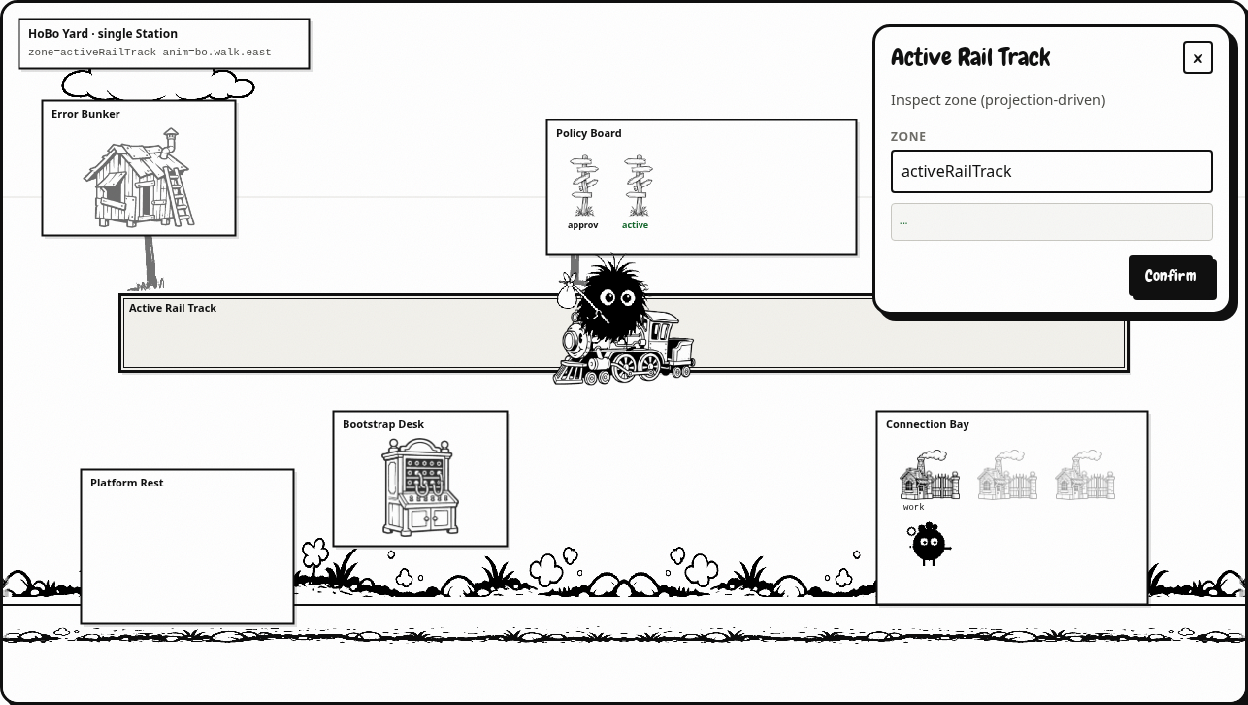 HoBo Yard · single Station
zone=activeRailTrack anim=bo.walk.east
Error Bunker
Policy Board
approv
active
Active Rail Track
x
Inspect zone (projection-driven)
ZONE
activeRailTrack
…
Confirm
Active Rail Track
Bootstrap Desk
Connection Bay
work
Platform Rest